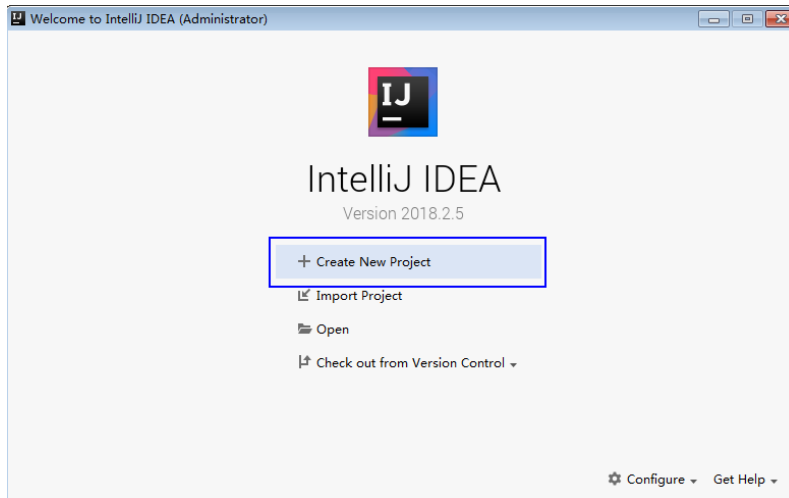 Welcome to IntelliJ IDEA (Administrator)
IJ
IntelliJ IDEA
Version 2018.2.5
Create New Project
Import Project
Open
Check out from Version Control
Configure
Get Help